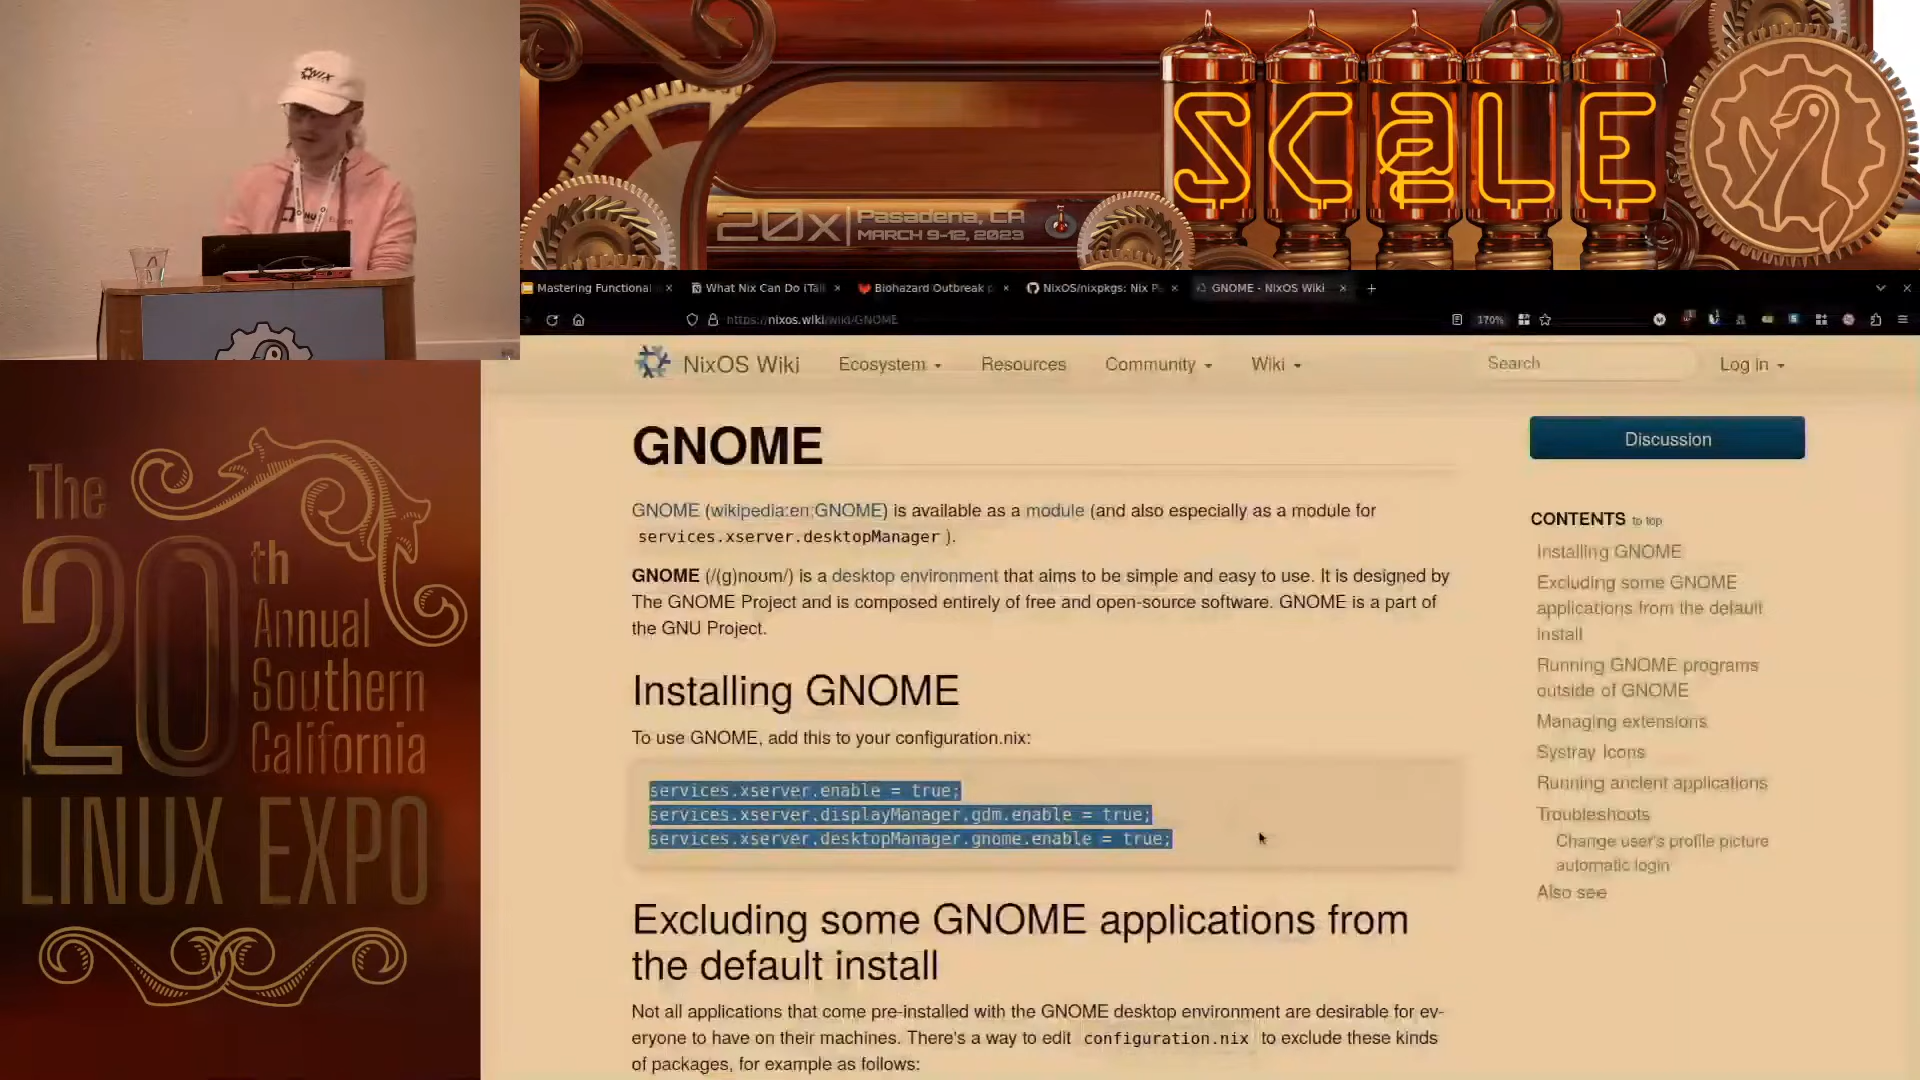 NIX
SCaLE
20x
Pasadena, CA
MARCH 9-12, 2023
Mastering Functional
What Nix Can Do (Tal
Biohazard Outbreak
NixOS/nixpkgs: Nix P
GNOME - NixOS Wiki
https://nixos.wiki/wiki/GNOME
170%
NixOS Wiki
Ecosystem
Resources
Community
Wiki
Search
Log in
GNOME
Discussion
GNOME (wikipedia:en:GNOME) is available as a module (and also especially as a module for
services.xserver.desktopManager ).
GNOME (/(g)noʊm/) is a desktop environment that aims to be simple and easy to use. It is designed by
The GNOME Project and is composed entirely of free and open-source software. GNOME is a part of
the GNU Project.
Installing GNOME
To use GNOME, add this to your configuration.nix:
services.xserver.enable = true;
services.xserver.displayManager.gdm.enable = true;
services.xserver.desktopManager.gnome.enable = true;
Excluding some GNOME applications from
the default install
Not all applications that come pre-installed with the GNOME desktop environment are desirable for ev-
eryone to have on their machines. There's a way to edit configuration.nix to exclude these kinds
of packages, for example as follows:
CONTENTS to top
Installing GNOME
Excluding some GNOME
applications from the default
install
Running GNOME programs
outside of GNOME
Managing extensions
Systray Icons
Running ancient applications
Troubleshoots
Change user's profile picture
automatic login
Also see
The
20th
Annual
Southern
California
LINUX EXPO